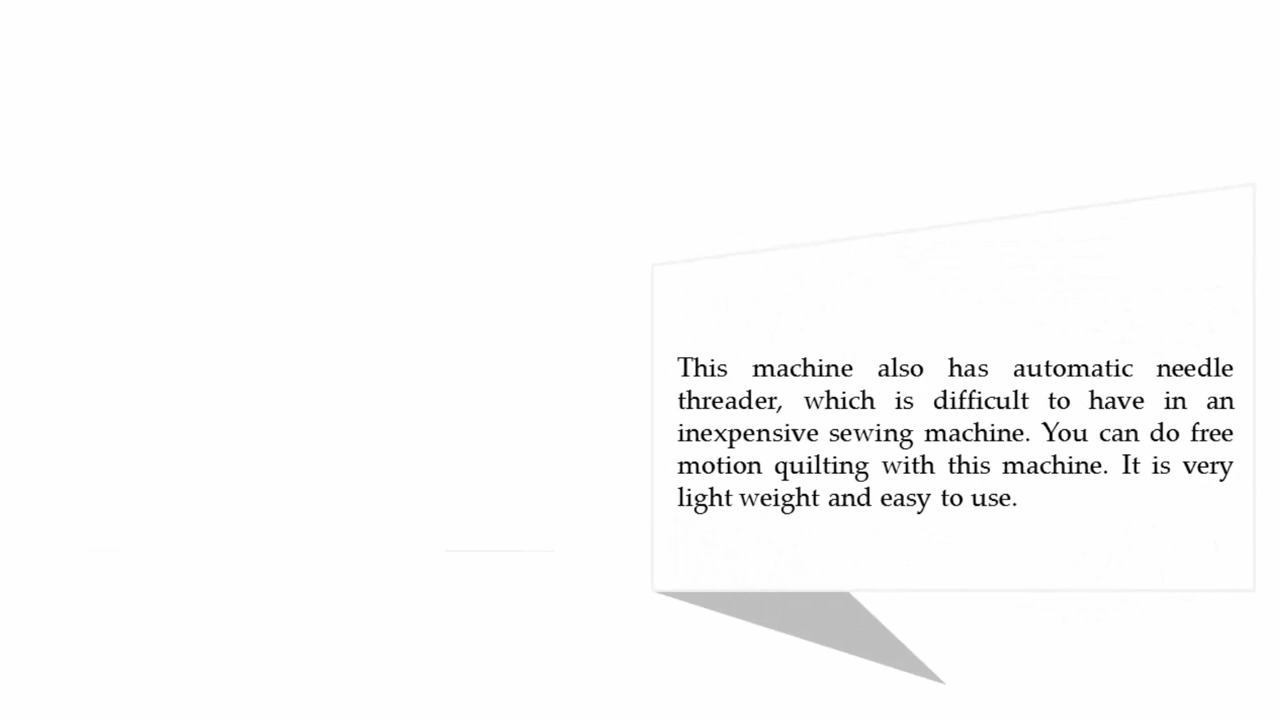 This machine also has automatic needle
threader, which is difficult to have in an
inexpensive sewing machine. You can do free
motion quilting with this machine. It is very
light weight and easy to use.